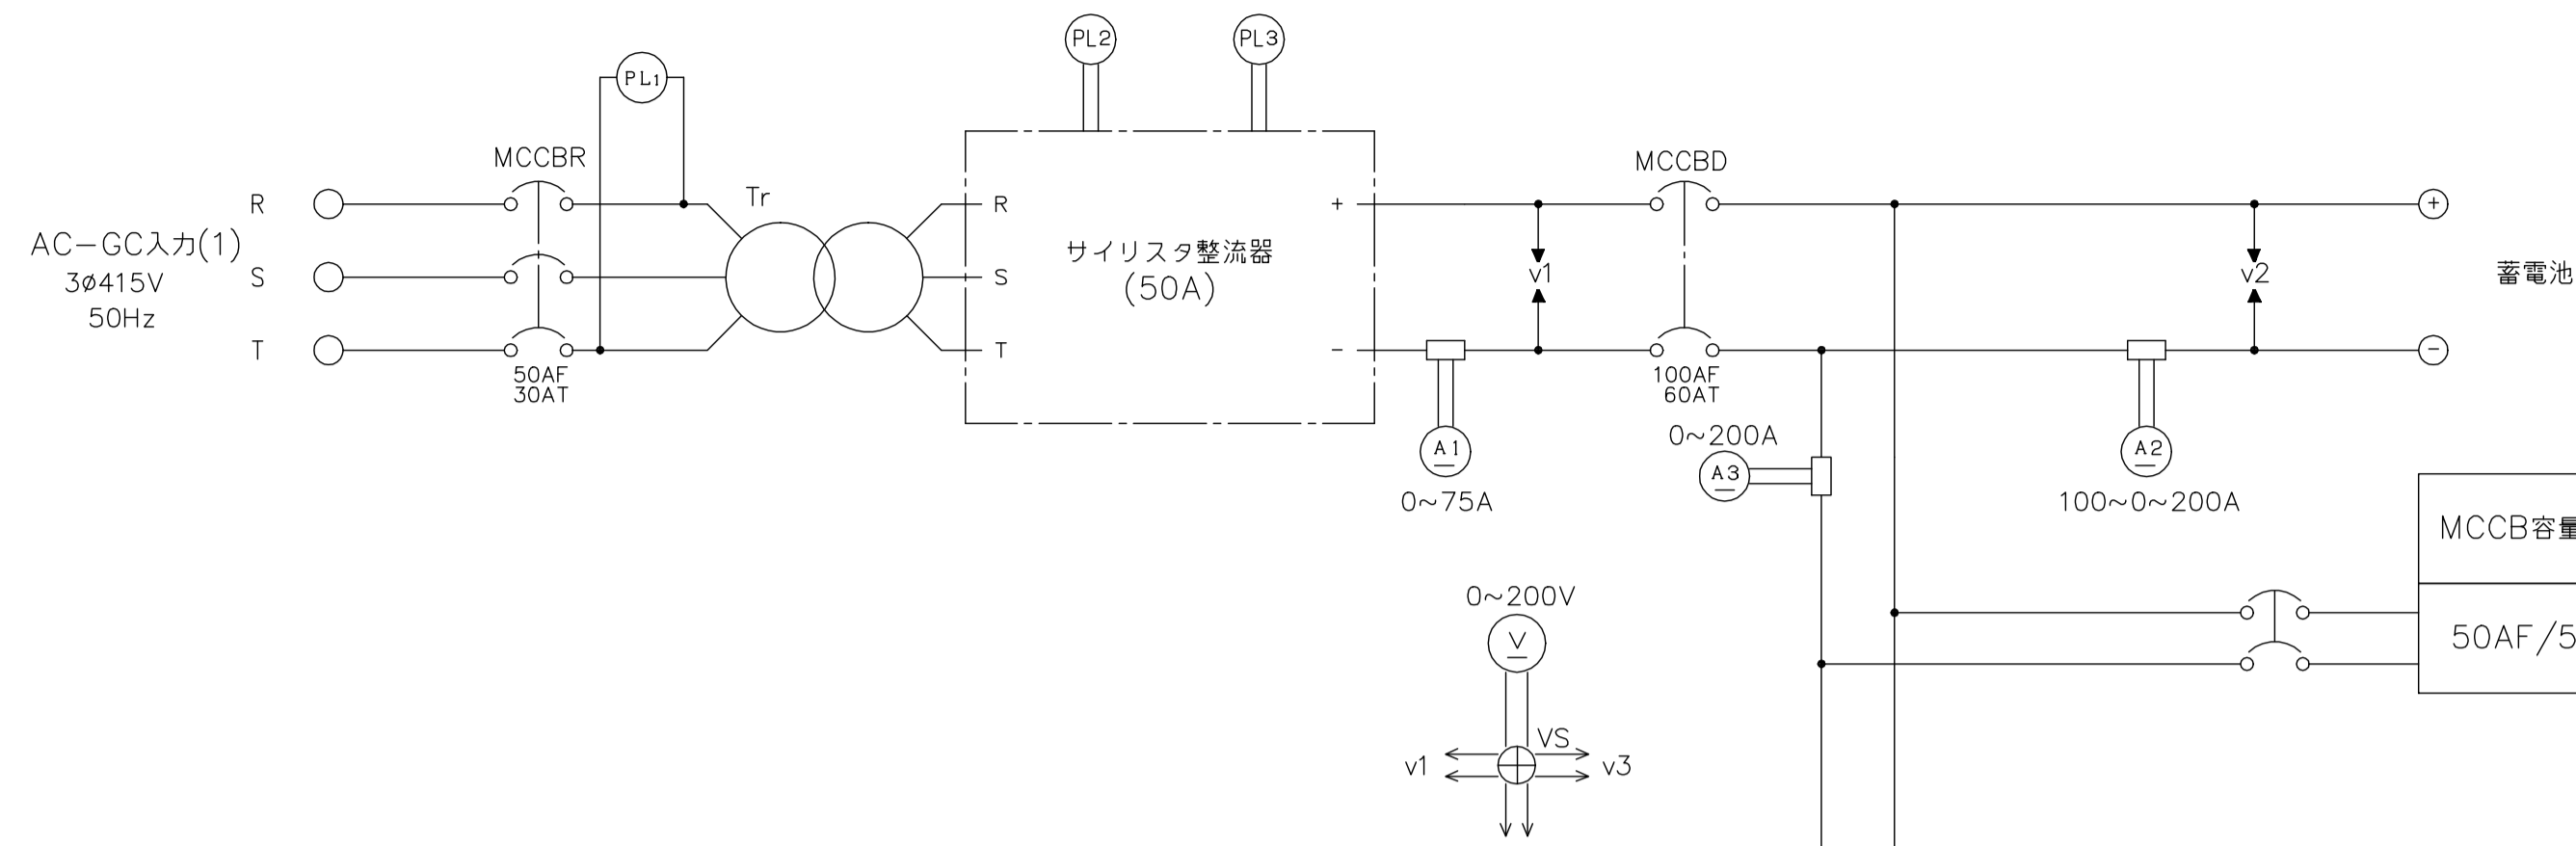 PL2
PL3
PL1
MCCBR
MCCBD
Tr
R
R
+
+
AC-GC入力(1)
3ø415V
50Hz
S
S
サイリスタ整流器
(50A)
v1
v2
蓄電池
T
T
-
-
50AF
30AT
100AF
60AT
A1
0~75A
0~200A
A3
A2
100~0~200A
MCCB容量
50AF/5
0~200V
V
VS
v1
v3